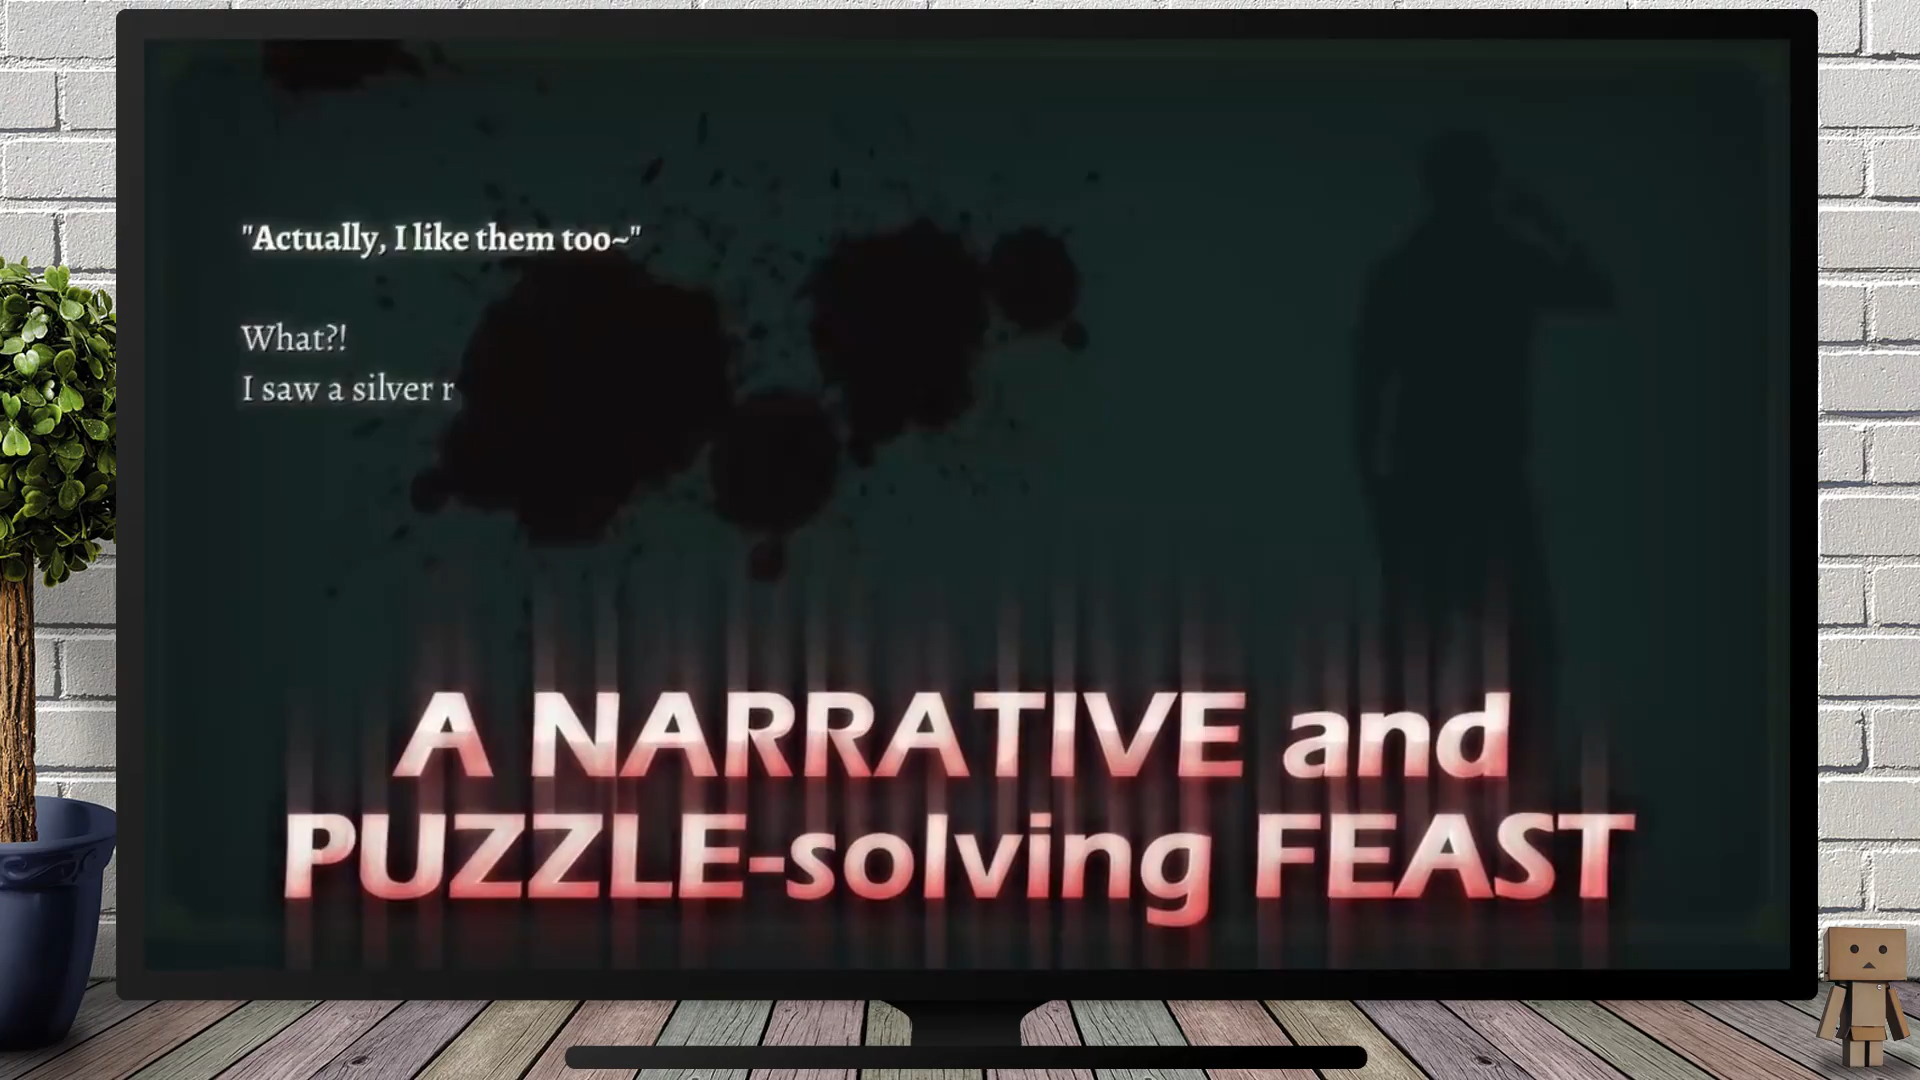 "Actually, I like them too~"
What?!
I saw a silver r
A NARRATIVE and
PUZZLE-solving FEAST